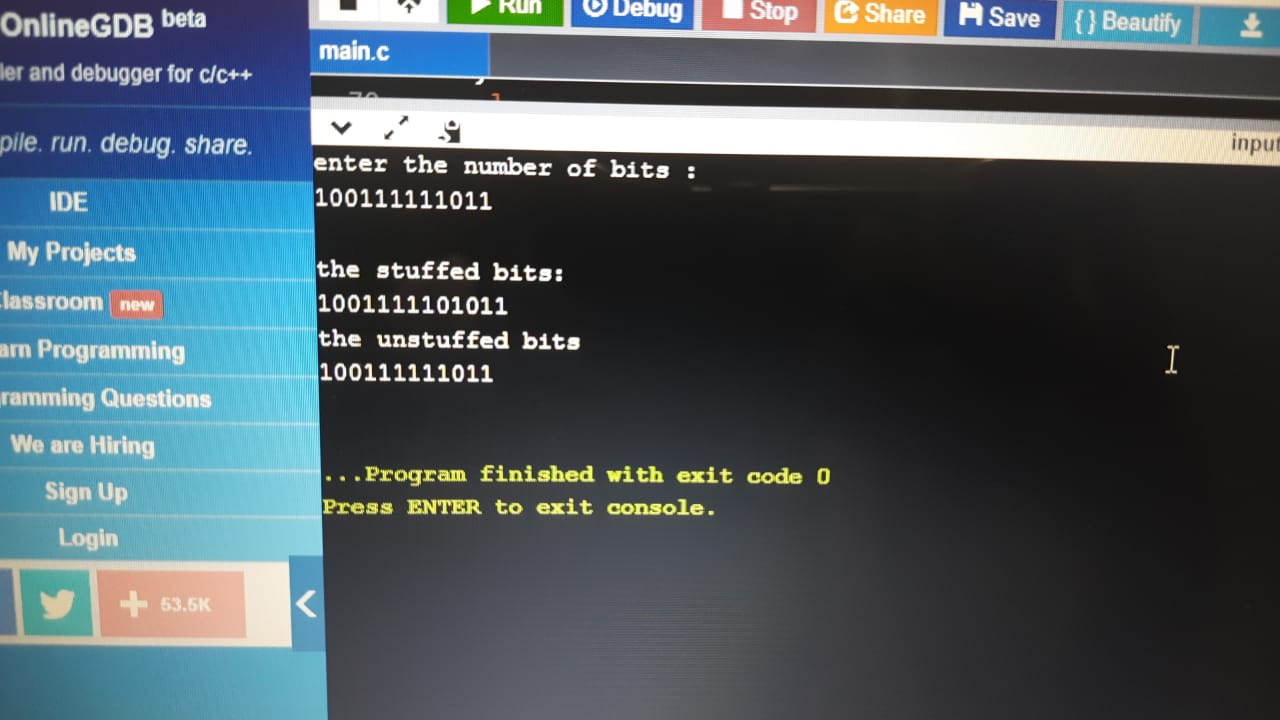 OnlineGDB beta
ler and debugger for c/c++
pile. run. debug. share.
IDE
My Projects
Classroom new
arn Programming
ramming Questions
We are Hiring
Sign Up
Login
53.5K
Run Debug Stop Share Save { } Beautify
main.c
input
enter the number of bits :
100111111011
the stuffed bits:
1001111101011
the unstuffed bits
100111111011
...Program finished with exit code 0
Press ENTER to exit console.